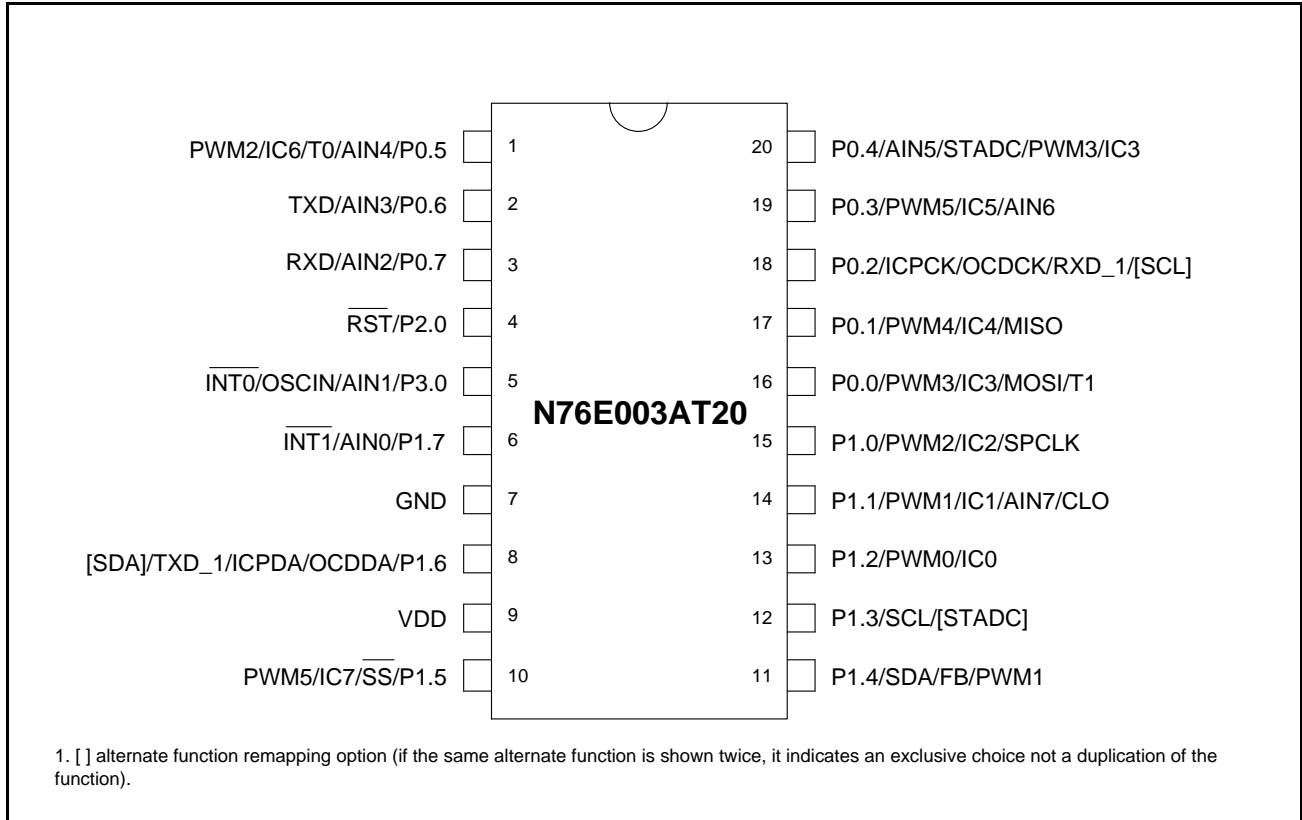 PWM2/IC6/T0/AIN4/P0.5 1 20 P0.4/AIN5/STADC/PWM3/IC3
TXD/AIN3/P0.6 2 19 P0.3/PWM5/IC5/AIN6
RXD/AIN2/P0.7 3 18 P0.2/ICPCK/OCDCK/RXD_1/[SCL]
RST/P2.0 4 17 P0.1/PWM4/IC4/MISO
INT0/OSCIN/AIN1/P3.0 5 16 P0.0/PWM3/IC3/MOSI/T1
N76E003AT20
INT1/AIN0/P1.7 6 15 P1.0/PWM2/IC2/SPCLK
GND 7 14 P1.1/PWM1/IC1/AIN7/CLO
[SDA]/TXD_1/ICPDA/OCDDA/P1.6 8 13 P1.2/PWM0/IC0
VDD 9 12 P1.3/SCL/[STADC]
PWM5/IC7/SS/P1.5 10 11 P1.4/SDA/FB/PWM1
1. [ ] alternate function remapping option (if the same alternate function is shown twice, it indicates an exclusive choice not a duplication of the
function).